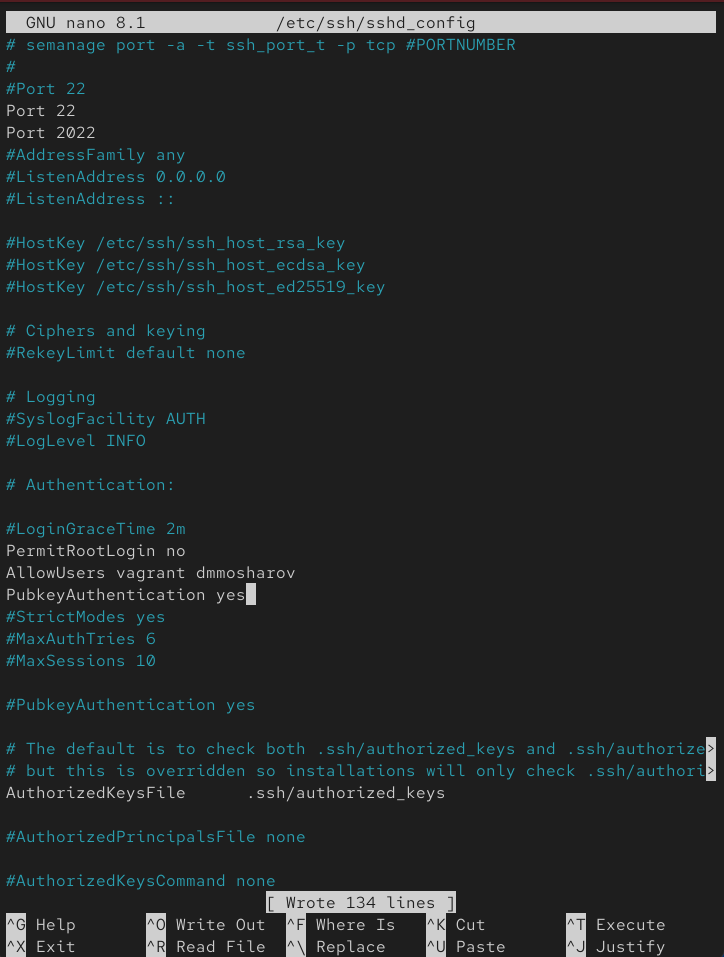 GNU nano 8.1 /etc/ssh/sshd_config
# semanage port -a -t ssh_port_t -p tcp #PORTNUMBER
#
#Port 22
Port 22
Port 2022
#AddressFamily any
#ListenAddress 0.0.0.0
#ListenAddress ::
#HostKey /etc/ssh/ssh_host_rsa_key
#HostKey /etc/ssh/ssh_host_ecdsa_key
#HostKey /etc/ssh/ssh_host_ed25519_key
# Ciphers and keying
#RekeyLimit default none
# Logging
#SyslogFacility AUTH
#LogLevel INFO
# Authentication:
#LoginGraceTime 2m
PermitRootLogin no
AllowUsers vagrant dmmosharov
PubkeyAuthentication yes
#StrictModes yes
#MaxAuthTries 6
#MaxSessions 10
#PubkeyAuthentication yes
# The default is to check both .ssh/authorized_keys and .ssh/authorize>
# but this is overridden so installations will only check .ssh/authori>
AuthorizedKeysFile .ssh/authorized_keys
#AuthorizedPrincipalsFile none
#AuthorizedKeysCommand none
[ Wrote 134 lines ]
^G Help ^O Write Out ^F Where Is ^K Cut ^T Execute
^X Exit ^R Read File ^\ Replace ^U Paste ^J Justify